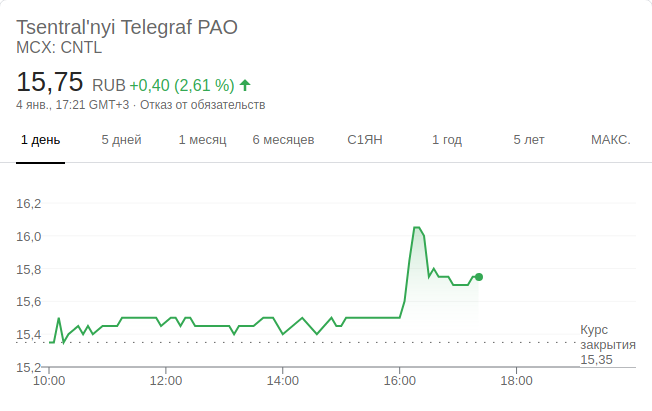 Tsentral'nyi Telegraf PAO
MCX: CNTL
15,75 RUB +0,40 (2,61 %)
4 янв., 17:21 GMT+3 · Отказ от обязательств
1 день 5 дней 1 месяц 6 месяцев С1ЯН 1 год 5 лет МАКС.
16,2
16,0
15,8
15,6
15,4
15,2
Курс
закрытия
15,35
10:00 12:00 14:00 16:00 18:00